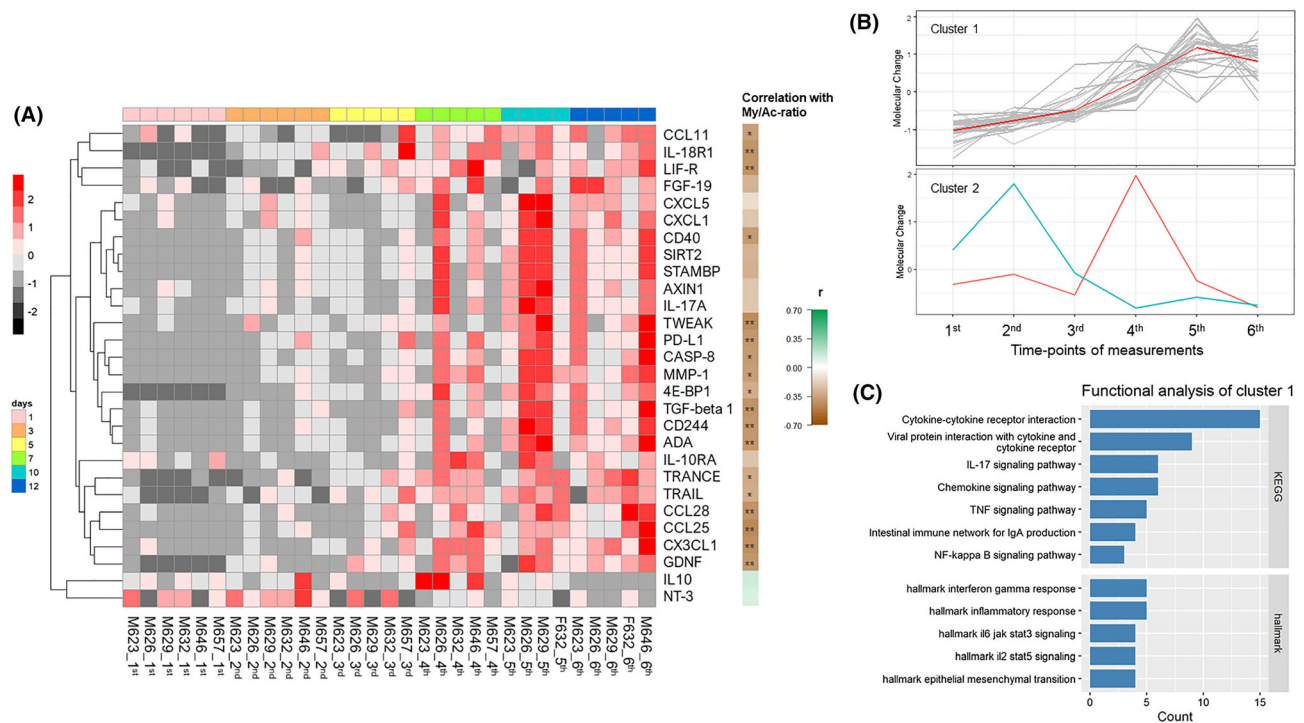 (A)
2
1
0
-1
-2
days
1
3
5
7
10
12
Correlation with
My/Ac-ratio
CCL11 *
IL-18R1 **
LIF-R **
FGF-19
CXCL5
CXCL1
CD40 *
SIRT2
STAMBP
AXIN1
IL-17A
TWEAK **
PD-L1 **
CASP-8 *
MMP-1 *
4E-BP1 *
TGF-beta 1 **
CD244 **
ADA **
IL-10RA
TRANCE *
TRAIL *
CCL28 **
CCL25 **
CX3CL1 **
GDNF **
IL10
NT-3
r
0.70
0.35
0.00
-0.35
-0.70
M623_1st
M626_1st
M629_1st
M632_1st
M646_1st
M657_1st
M623_2nd
M626_2nd
M629_2nd
M632_2nd
M646_2nd
M657_2nd
M623_3rd
M626_3rd
M629_3rd
M632_3rd
M657_3rd
M623_4th
M626_4th
M632_4th
M646_4th
M657_4th
M623_5th
M626_5th
M629_5th
F632_5th
M623_6th
M626_6th
M629_6th
F632_6th
M646_6th
(B)
Cluster 1
Molecular Change
2
1
0
-1
Cluster 2
Molecular Change
2
1
0
1st 2nd 3rd 4th 5th 6th
Time-points of measurements
(C)
Functional analysis of cluster 1
Cytokine-cytokine receptor interaction
Viral protein interaction with cytokine and
cytokine receptor
IL-17 signaling pathway
Chemokine signaling pathway
TNF signaling pathway
Intestinal immune network for IgA production
NF-kappa B signaling pathway
KEGG
hallmark interferon gamma response
hallmark inflammatory response
hallmark il6 jak stat3 signaling
hallmark il2 stat5 signaling
hallmark epithelial mesenchymal transition
hallmark
0 5 10 15
Count